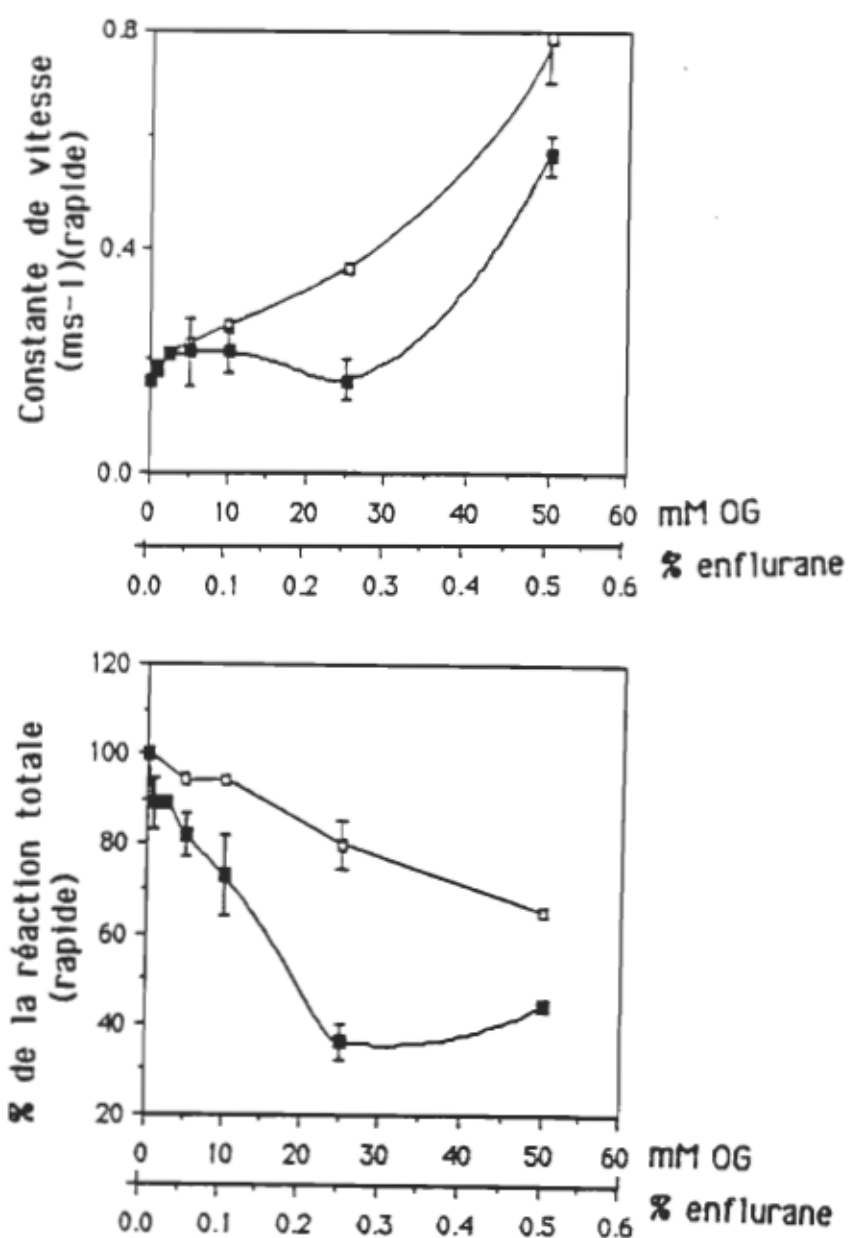 Constante de vitesse
(ms-1)(rapide)
0.8
0.4
0.0
0 10 20 30 40 50 60 mM OG
0.0 0.1 0.2 0.3 0.4 0.5 0.6 % enflurane
% de la réaction totale
(rapide)
120
100
80
60
40
20
0 10 20 30 40 50 60 mM OG
0.0 0.1 0.2 0.3 0.4 0.5 0.6 % enflurane